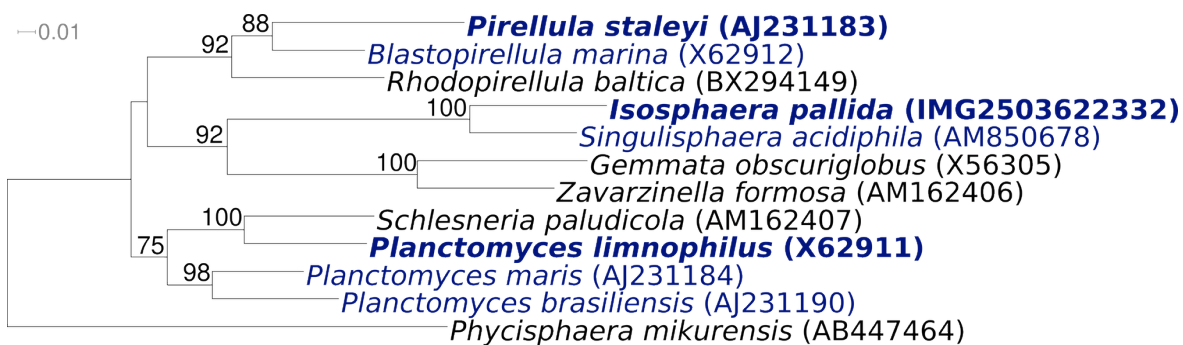 0.01
88
Pirellula staleyi (AJ231183)
92
Blastopirellula marina (X62912)
Rhodopirellula baltica (BX294149)
100
Isosphaera pallida (IMG2503622332)
92
Singulisphaera acidiphila (AM850678)
100
Gemmata obscuriglobus (X56305)
Zavarzinella formosa (AM162406)
100
Schlesneria paludicola (AM162407)
75
Planctomyces limnophilus (X62911)
98
Planctomyces maris (AJ231184)
Planctomyces brasiliensis (AJ231190)
Phycisphaera mikurensis (AB447464)